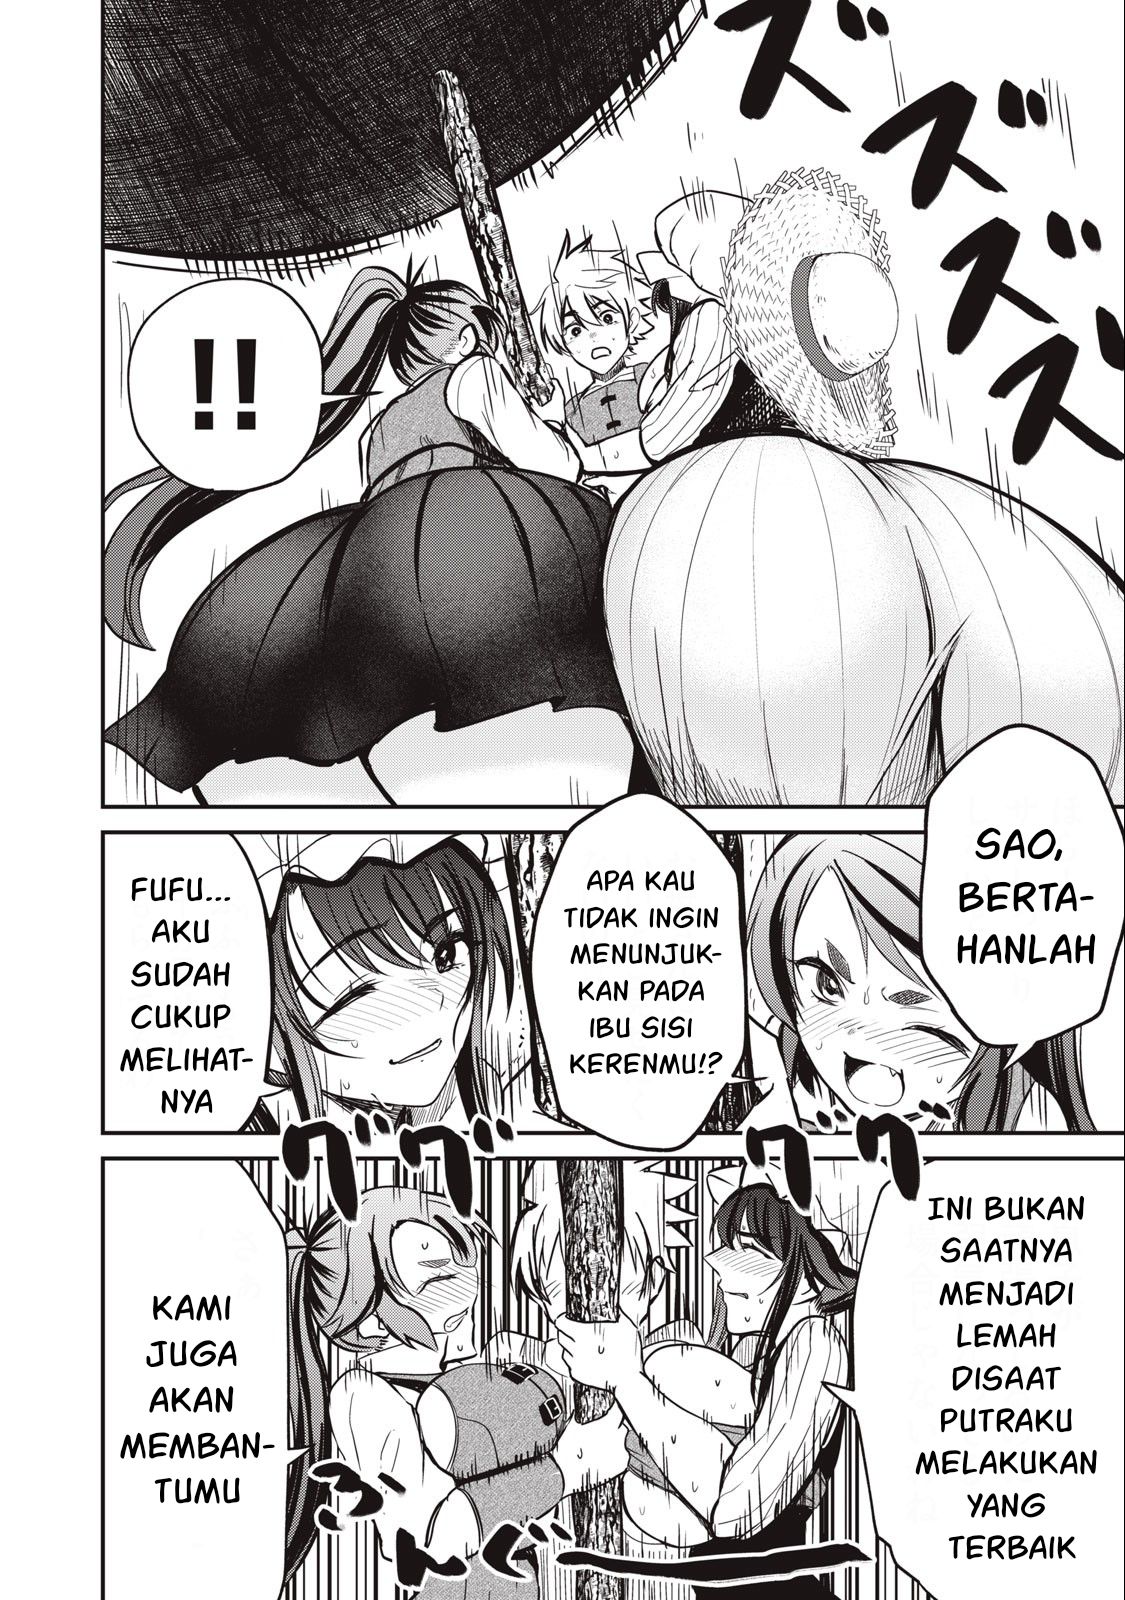 ズ
ズ
ズ
ズ
!!
SAO,
BERTA-
HANLAH
APA KAU
TIDAK INGIN
MENUNJUK-
KAN PADA
IBU SISI
KERENMU!?
FUFU...
AKU
SUDAH
CUKUP
MELIHAT-
NYA
グググ
グ
INI BUKAN
SAATNYA
MENJADI
LEMAH
DISAAT
PUTRAKU
MELAKUKAN
YANG
TERBAIK
KAMI
JUGA
AKAN
MEMBAN-
TUMU